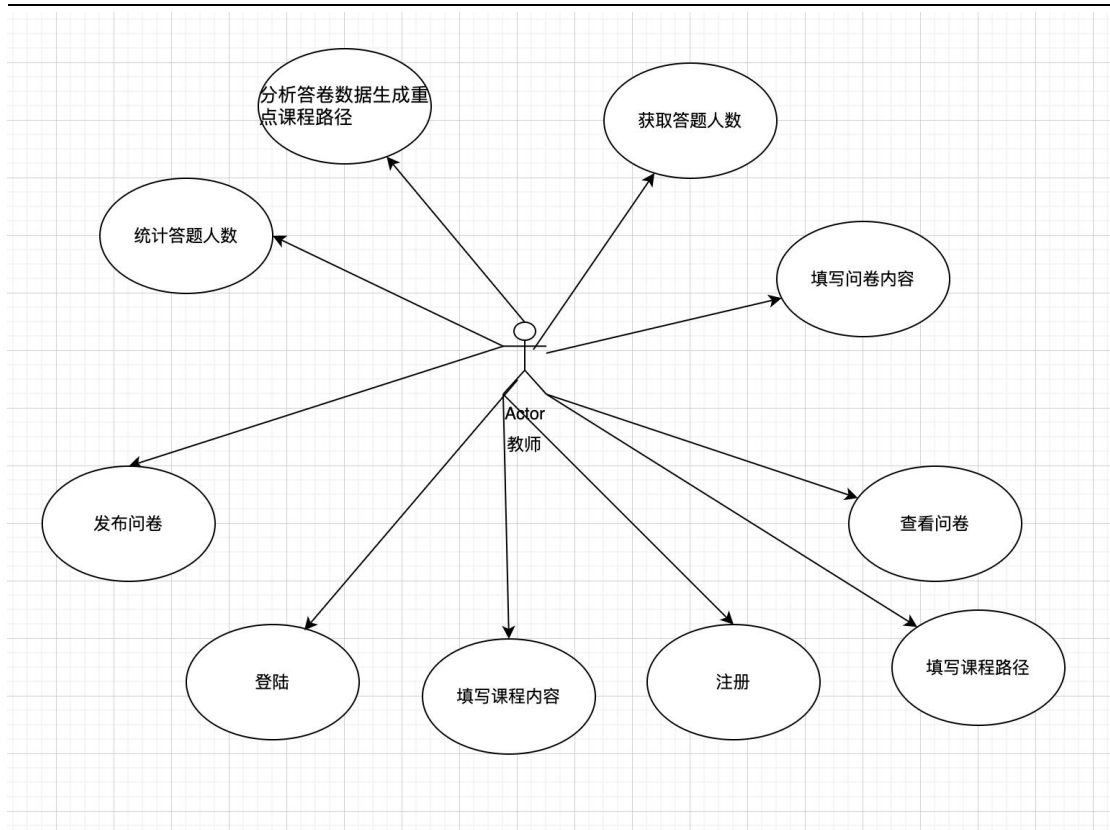 分析答卷数据生成重
点课程路径
获取答题人数
统计答题人数
填写问卷内容
Actor
教师
发布问卷
查看问卷
登陆
填写课程内容
注册
填写课程路径